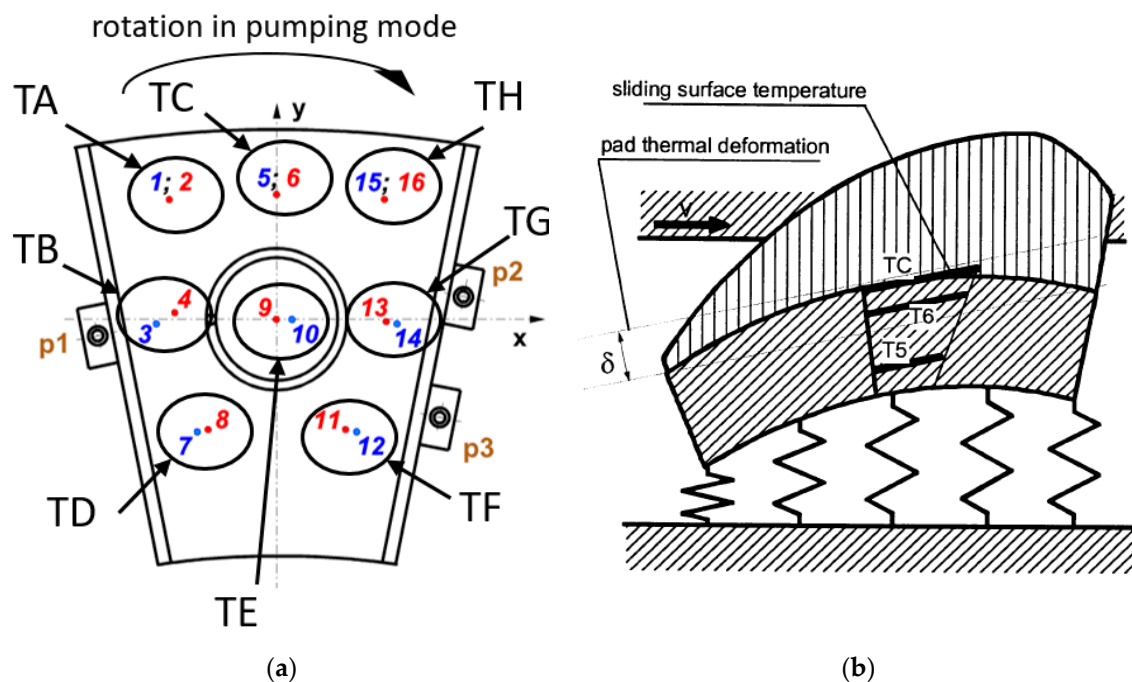 rotation in pumping mode
TA
TC
TH
y
1; 2
5; 6
15; 16
TB
TG
p2
4
3
9
10
13
14
x
p1
7
8
11
12
p3
TD
TF
TE
(a)
sliding surface temperature
pad thermal deformation
V
TC
T6
T5
δ
(b)